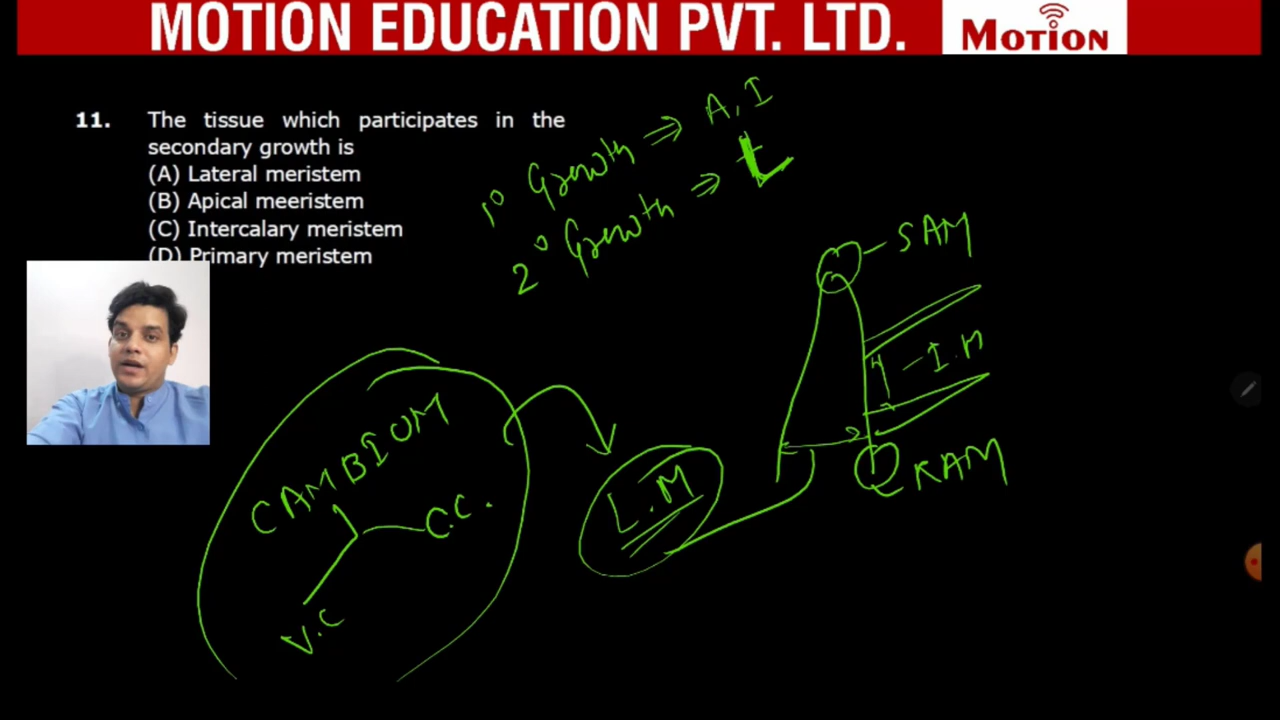 MOTION EDUCATION PVT. LTD.
MOTION
11. The tissue which participates in the
secondary growth is
(A) Lateral meristem
(B) Apical meeristem
(C) Intercalary meristem
(D) Primary meristem
1° Growth ⇒ A, I
2° Growth ⇒ L
SAM
I.M
RAM
CAMBIUM
C.C.
V.C
L.M